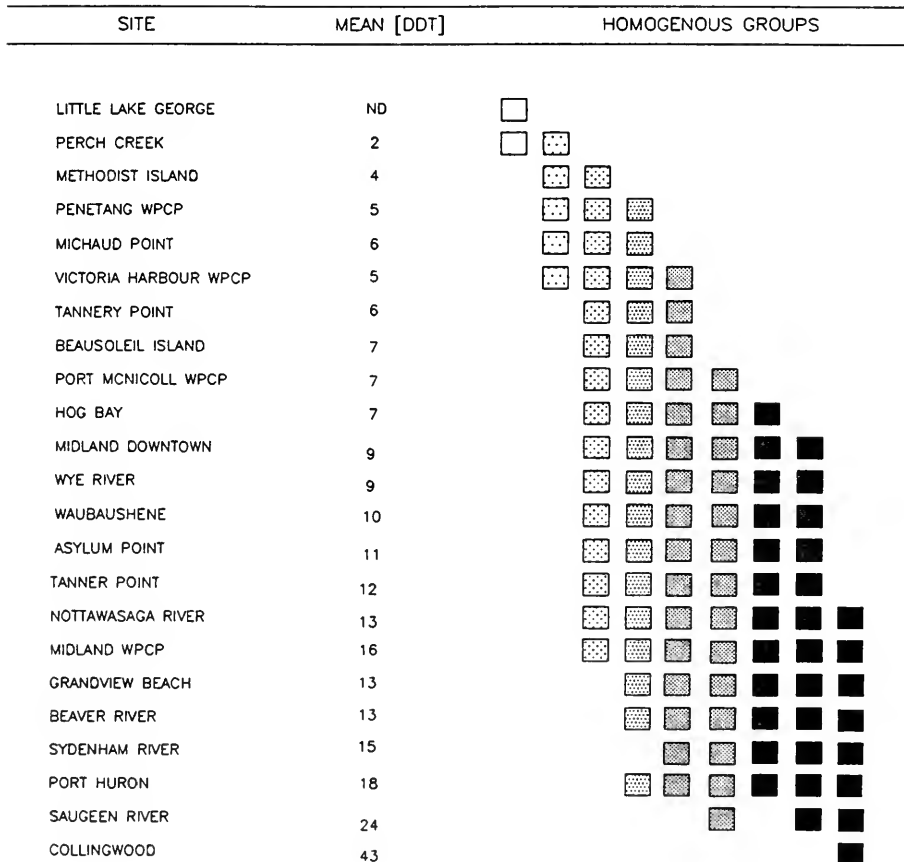 SITE MEAN [DDT] HOMOGENOUS GROUPS
LITTLE LAKE GEORGE ND
PERCH CREEK 2
METHODIST ISLAND 4
PENETANG WPCP 5
MICHAUD POINT 6
VICTORIA HARBOUR WPCP 5
TANNERY POINT 6
BEAUSOLEIL ISLAND 7
PORT MCNICOLL WPCP 7
HOG BAY 7
MIDLAND DOWNTOWN 9
WYE RIVER 9
WAUBAUSHENE 10
ASYLUM POINT 11
TANNER POINT 12
NOTTAWASAGA RIVER 13
MIDLAND WPCP 16
GRANDVIEW BEACH 13
BEAVER RIVER 13
SYDENHAM RIVER 15
PORT HURON 18
SAUGEEN RIVER 24
COLLINGWOOD 43